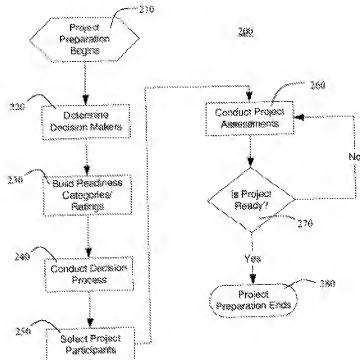 210
Project
Preparation
Begins
200
220
Determine
Decision Makers
230
Build Readiness
Categories/
Ratings
240
Conduct Decision
Process
250
Select Project
Participants
260
Conduct Project
Assessments
No
Is Project
Ready?
270
Yes
280
Project
Preparation Ends